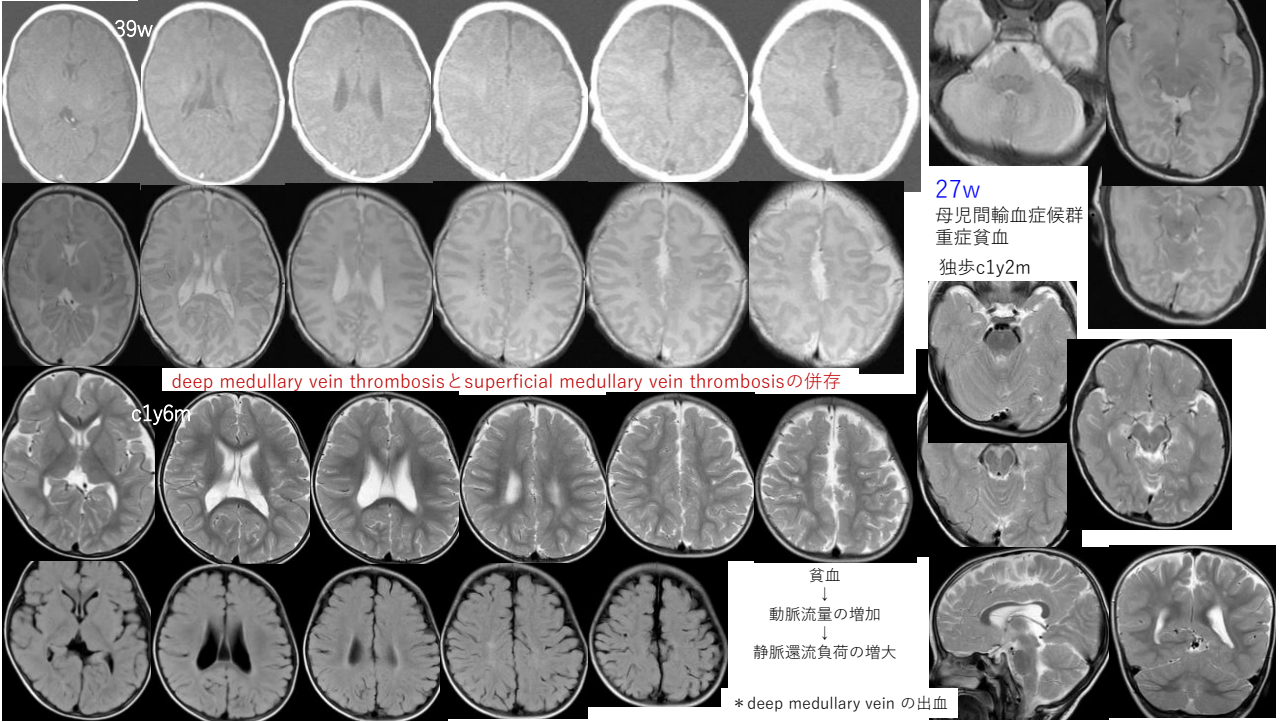 39w
27w
母児間輸血症候群
重症貧血
独歩c1y2m
deep medullary vein thrombosisとsuperficial medullary vein thrombosisの併存
c1y6m
貧血
↓
動脈流量の増加
↓
静脈還流負荷の増大
＊deep medullary vein の出血